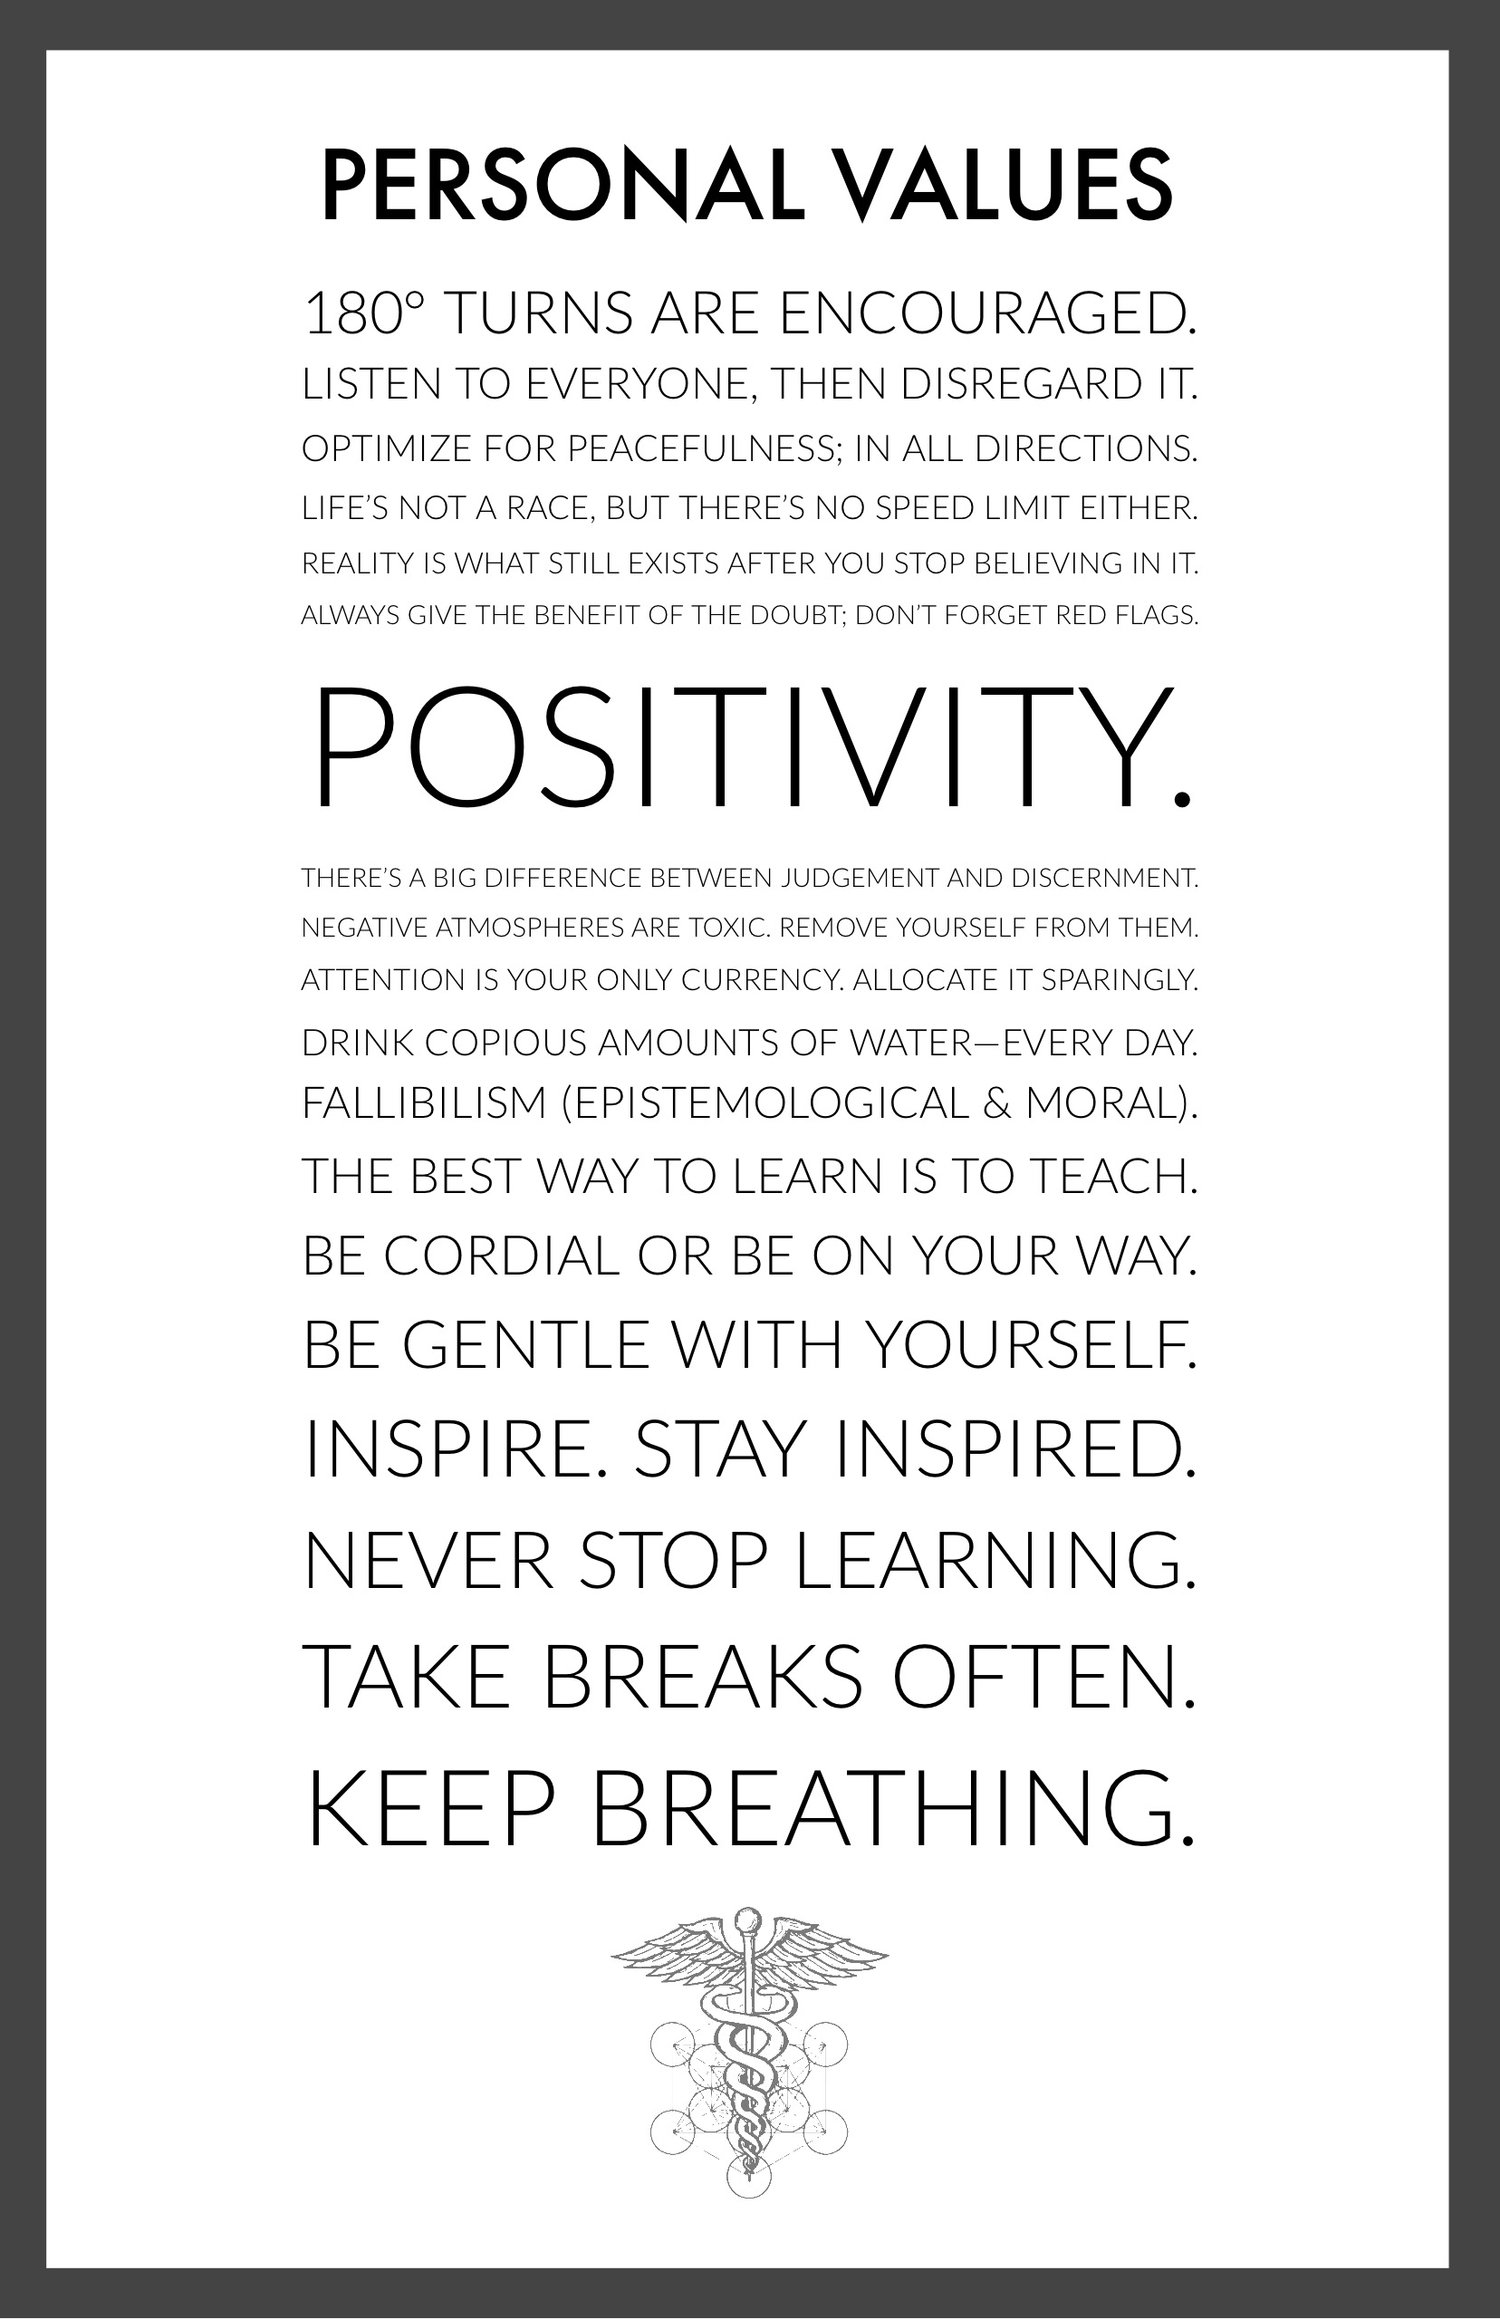 PERSONAL VALUES
180° TURNS ARE ENCOURAGED.
LISTEN TO EVERYONE, THEN DISREGARD IT.
OPTIMIZE FOR PEACEFULNESS; IN ALL DIRECTIONS.
LIFE’S NOT A RACE, BUT THERE’S NO SPEED LIMIT EITHER.
REALITY IS WHAT STILL EXISTS AFTER YOU STOP BELIEVING IN IT.
ALWAYS GIVE THE BENEFIT OF THE DOUBT; DON’T FORGET RED FLAGS.
POSITIVITY.
THERE’S A BIG DIFFERENCE BETWEEN JUDGEMENT AND DISCERNMENT.
NEGATIVE ATMOSPHERES ARE TOXIC. REMOVE YOURSELF FROM THEM.
ATTENTION IS YOUR ONLY CURRENCY. ALLOCATE IT SPARINGLY.
DRINK COPIOUS AMOUNTS OF WATER—EVERY DAY.
FALLIBILISM (EPISTEMOLOGICAL & MORAL).
THE BEST WAY TO LEARN IS TO TEACH.
BE CORDIAL OR BE ON YOUR WAY.
BE GENTLE WITH YOURSELF.
INSPIRE. STAY INSPIRED.
NEVER STOP LEARNING.
TAKE BREAKS OFTEN.
KEEP BREATHING.